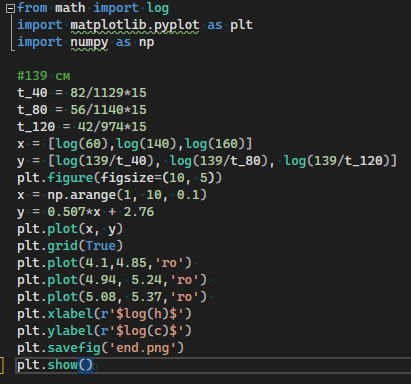 from math import log
import matplotlib.pyplot as plt
import numpy as np

#139 см
t_40 = 82/1129*15
t_80 = 56/1140*15
t_120 = 42/974*15
x = [log(60),log(140),log(160)]
y = [log(139/t_40), log(139/t_80), log(139/t_120)]
plt.figure(figsize=(10, 5))
x = np.arange(1, 10, 0.1)
y = 0.507*x + 2.76
plt.plot(x, y)
plt.grid(True)
plt.plot(4.1,4.85,'ro')
plt.plot(4.94, 5.24,'ro')
plt.plot(5.08, 5.37,'ro')
plt.xlabel(r'$log(h)$')
plt.ylabel(r'$log(c)$')
plt.savefig('end.png')
plt.show()